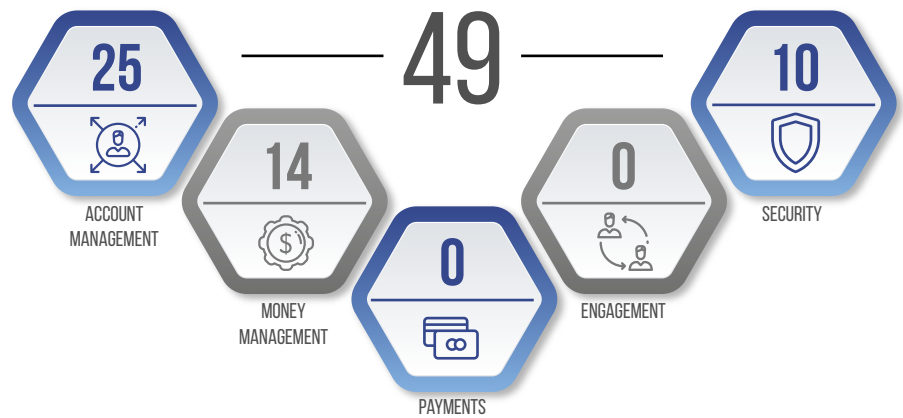 49
25
ACCOUNT
MANAGEMENT
14
$
MONEY
MANAGEMENT
0
PAYMENTS
0
ENGAGEMENT
10
SECURITY